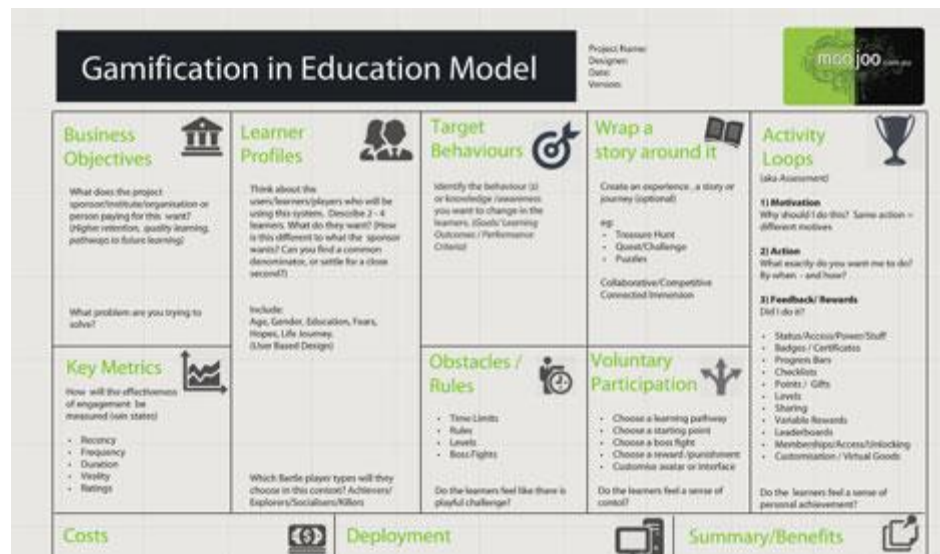 Gamification in Education Model
Project Name:
Designer:
Date:
Version:
moojoo.com.au
Business
Objectives
What does the project
sponsor/institute/organisation or
person paying for this want?
(Higher retention, quality learning,
pathways to future learning)
What problem are you trying to
solve?
Key Metrics
How will the effectiveness
of engagement be
measured (win states)
• Recency
• Frequency
• Duration
• Virality
• Ratings
Learner
Profiles
Think about the
users/learners/players who will be
using this system. Describe 2 - 4
learners. What do they want? (How
is this different to what the sponsor
wants? Can you find a common
denominator, or settle for a close
second?)
Include:
Age, Gender, Education, Fears,
Hopes, Life Journey.
(User Based Design)
Which Bartle player types will they
choose in this context? Achievers/
Explorers/Socialisers/Killers
Target
Behaviours
Identify the behaviour (s)
or knowledge /awareness
you want to change in the
learners. (Goals/ Learning
Outcomes / Performance
Criteria)
Obstacles /
Rules
• Time Limits
• Rules
• Levels
• Boss Fights
Do the learners feel like there is
playful challenge?
Wrap a
story around it
Create an experience , a story or
journey (optional)
eg:
• Treasure Hunt
• Quest/Challenge
• Puzzles
Collaborative/Competitive
Connected Immersion
Voluntary
Participation
• Choose a learning pathway
• Choose a starting point
• Choose a boss fight
• Choose a reward /punishment
• Customise avatar or interface
Do the learners feel a sense of
control?
Activity
Loops
(aka Assessment)
1) Motivation
Why should I do this? Same action =
different motives
2) Action
What exactly do you want me to do?
By when - and how?
3) Feedback/ Rewards
Did I do it?
• Status/Access/Power/Stuff
• Badges / Certificates
• Progress Bars
• Checklists
• Points / Gifts
• Levels
• Sharing
• Variable Rewards
• Leaderboards
• Memberships/Access/Unlocking
• Customisation / Virtual Goods
Do the learners feel a sense of
personal achievement?
Costs
Deployment
Summary/Benefits